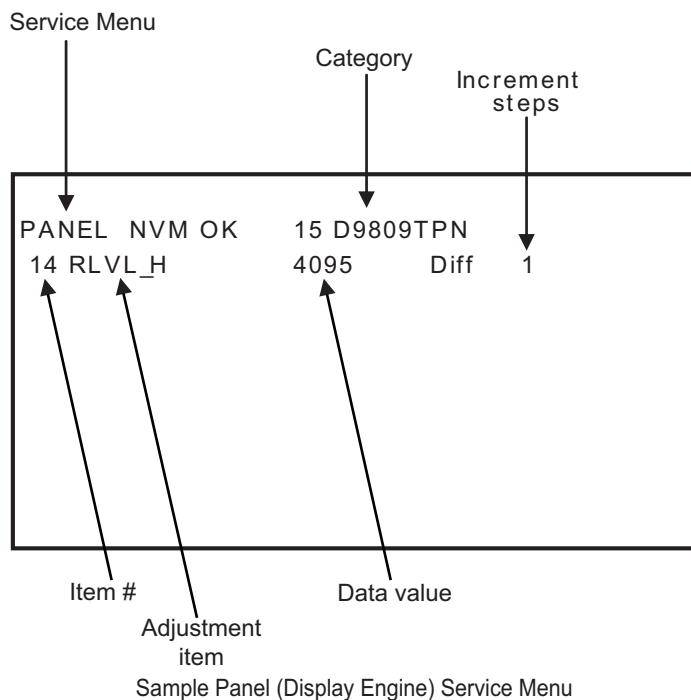 Service Menu
Category
Increment
steps
PANEL NVM OK 15 D9809TPN
14 RLVL_H 4095 Diff 1
Item #
Data value
Adjustment
item
Sample Panel (Display Engine) Service Menu